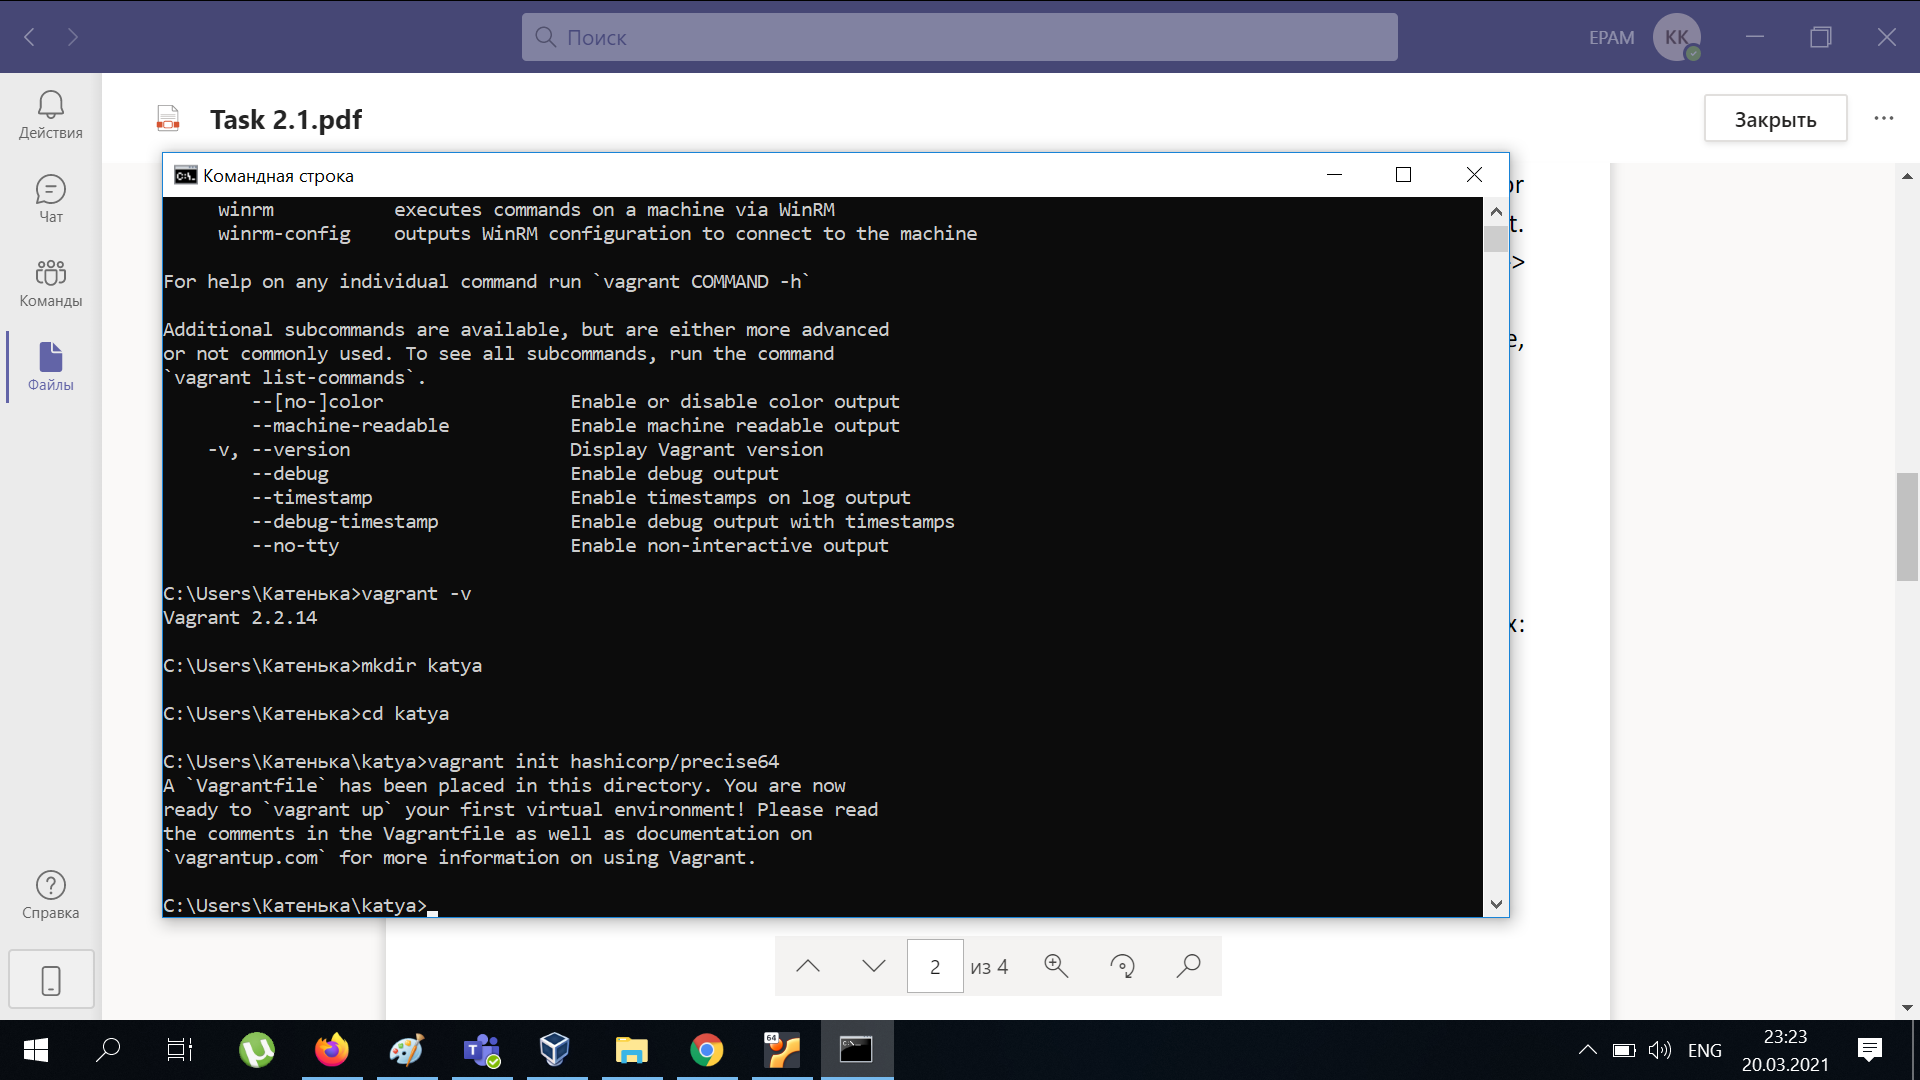 Поиск
EPAM
KK
Действия
Чат
Команды
Файлы
Справка
Task 2.1.pdf
Закрыть
Командная строка
winrm executes commands on a machine via WinRM
winrm-config outputs WinRM configuration to connect to the machine
For help on any individual command run `vagrant COMMAND -h`
Additional subcommands are available, but are either more advanced
or not commonly used. To see all subcommands, run the command
`vagrant list-commands`.
--[no-]color Enable or disable color output
--machine-readable Enable machine readable output
-v, --version Display Vagrant version
--debug Enable debug output
--timestamp Enable timestamps on log output
--debug-timestamp Enable debug output with timestamps
--no-tty Enable non-interactive output
C:\Users\Катенька>vagrant -v
Vagrant 2.2.14
C:\Users\Катенька>mkdir katya
C:\Users\Катенька>cd katya
C:\Users\Катенька\katya>vagrant init hashicorp/precise64
A `Vagrantfile` has been placed in this directory. You are now
ready to `vagrant up` your first virtual environment! Please read
the comments in the Vagrantfile as well as documentation on
`vagrantup.com` for more information on using Vagrant.
C:\Users\Катенька\katya>
or
t.
>
e,
x:
2 из 4
64
ENG
23:23
20.03.2021